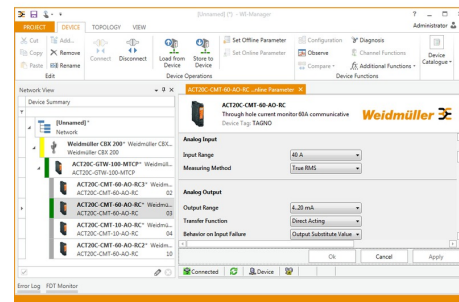 [Unnamed] (*) - WI-Manager
PROJECT DEVICE TOPOLOGY VIEW Administrator
Cut Add...
Copy Remove
Paste Rename
Connect Disconnect
Load from Device Store to Device
Set Offline Parameter
Set Online Parameter
Configuration Diagnosis
Observe Channel Functions
Compare Additional Functions
Device Catalogue
Edit Device Operations Device Functions
Network View
Device Summary
[Unnamed]*
Network
Weidmüller CBX 200* Weidmüller CBX...
Weidmüller CBX 200
ACT20C-GTW-100-MTCP* Weidmüll...
ACT20C-GTW-100-MTCP
ACT20C-CMT-60-AO-RC3* Weidm...
ACT20C-CMT-60-AO-RC 02
ACT20C-CMT-60-AO-RC* Weidmü...
ACT20C-CMT-60-AO-RC 03
ACT20C-CMT-10-AO-RC* Weidmü...
ACT20C-CMT-10-AO-RC 04
ACT20C-CMT-60-AO-RC2* Weidm...
ACT20C-CMT-60-AO-RC 10
ACT20C-CMT-60-AO-RC ...nline Parameter
ACT20C-CMT-60-AO-RC
Through hole current monitor 60A communicative
Device Tag: TAGNO
Weidmüller
Analog Input
Input Range 40 A
Measuring Method True RMS
Analog Output
Output Range 4..20 mA
Transfer Function Direct Acting
Behavior on Input Failure Output Substitute Value
Ok Cancel Apply
Connected Device
Error Log FDT Monitor